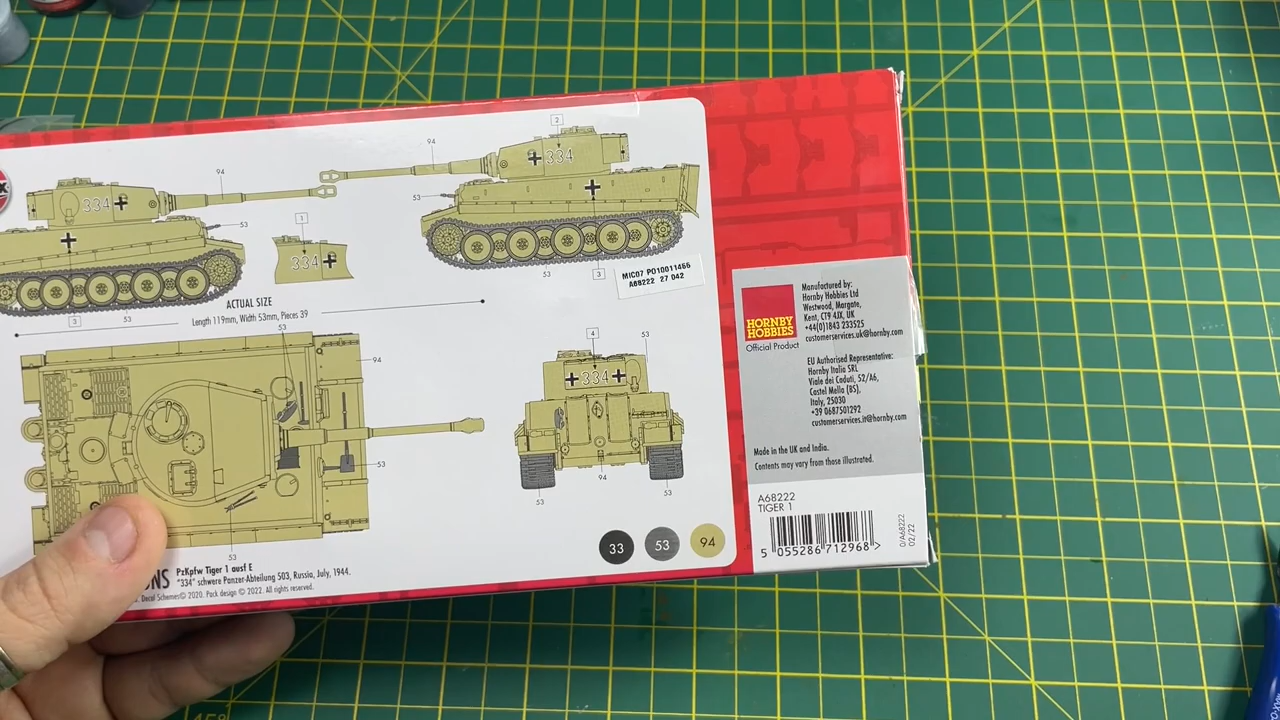 94
334
53
1
334
2
94
334
53
53
3
3
53
MIC07 PO10011466
A68222 27 042
ACTUAL SIZE
Length 119mm, Width 53mm, Pieces 39
53
94
53
53
4
53
334
94
53
53
33
53
94
PzKpfw Tiger 1 ausf E
"334" schwere Panzer-Abteilung 503, Russia, July, 1944.
Decal Schemes© 2020. Pack design © 2022. All rights reserved.
HORNBY
HOBBIES
Official Product
Manufactured by:
Hornby Hobbies Ltd
Westwood, Margate,
Kent, CT9 4JX, UK
+44(0)1843 233525
customerservices.uk@hornby.com
EU Authorised Representative:
Hornby Italia SRL
Viale dei Caduti, 52/A6,
Castel Mella (BS),
Italy, 25030
+39 0687501292
customerservices.it@hornby.com
Made in the UK and India.
Contents may vary from those illustrated.
A68222
TIGER 1
5 055286 712968 >
0/A68222
02/22